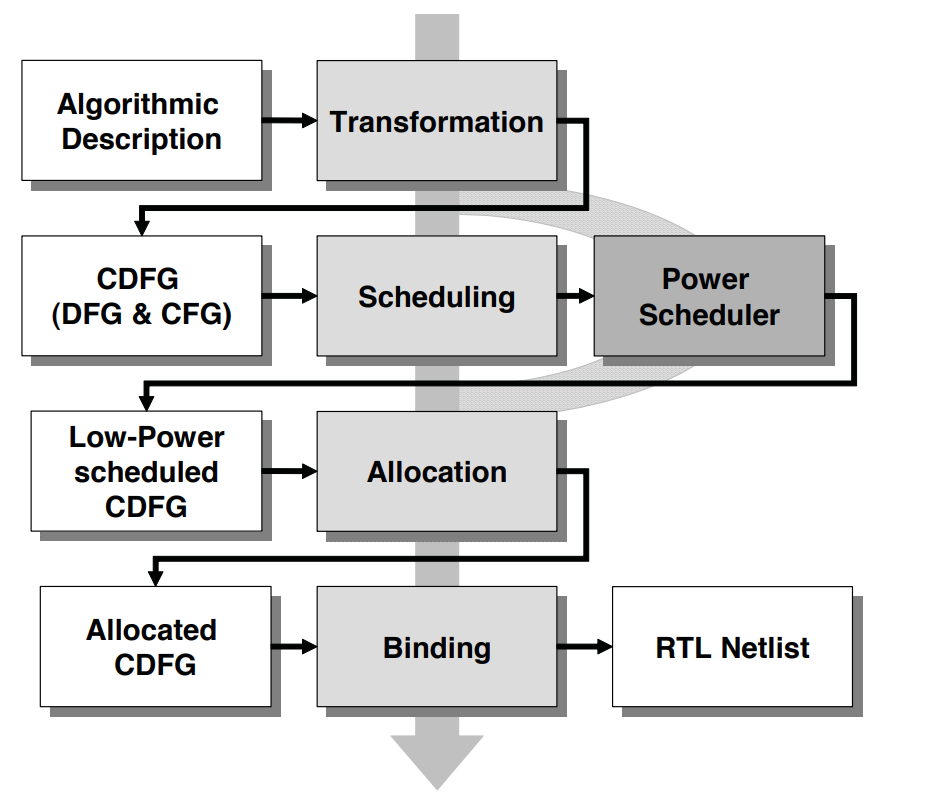 Algorithmic
Description
Transformation
CDFG
(DFG & CFG)
Scheduling
Power
Scheduler
Low-Power
scheduled
CDFG
Allocation
Allocated
CDFG
Binding
RTL Netlist